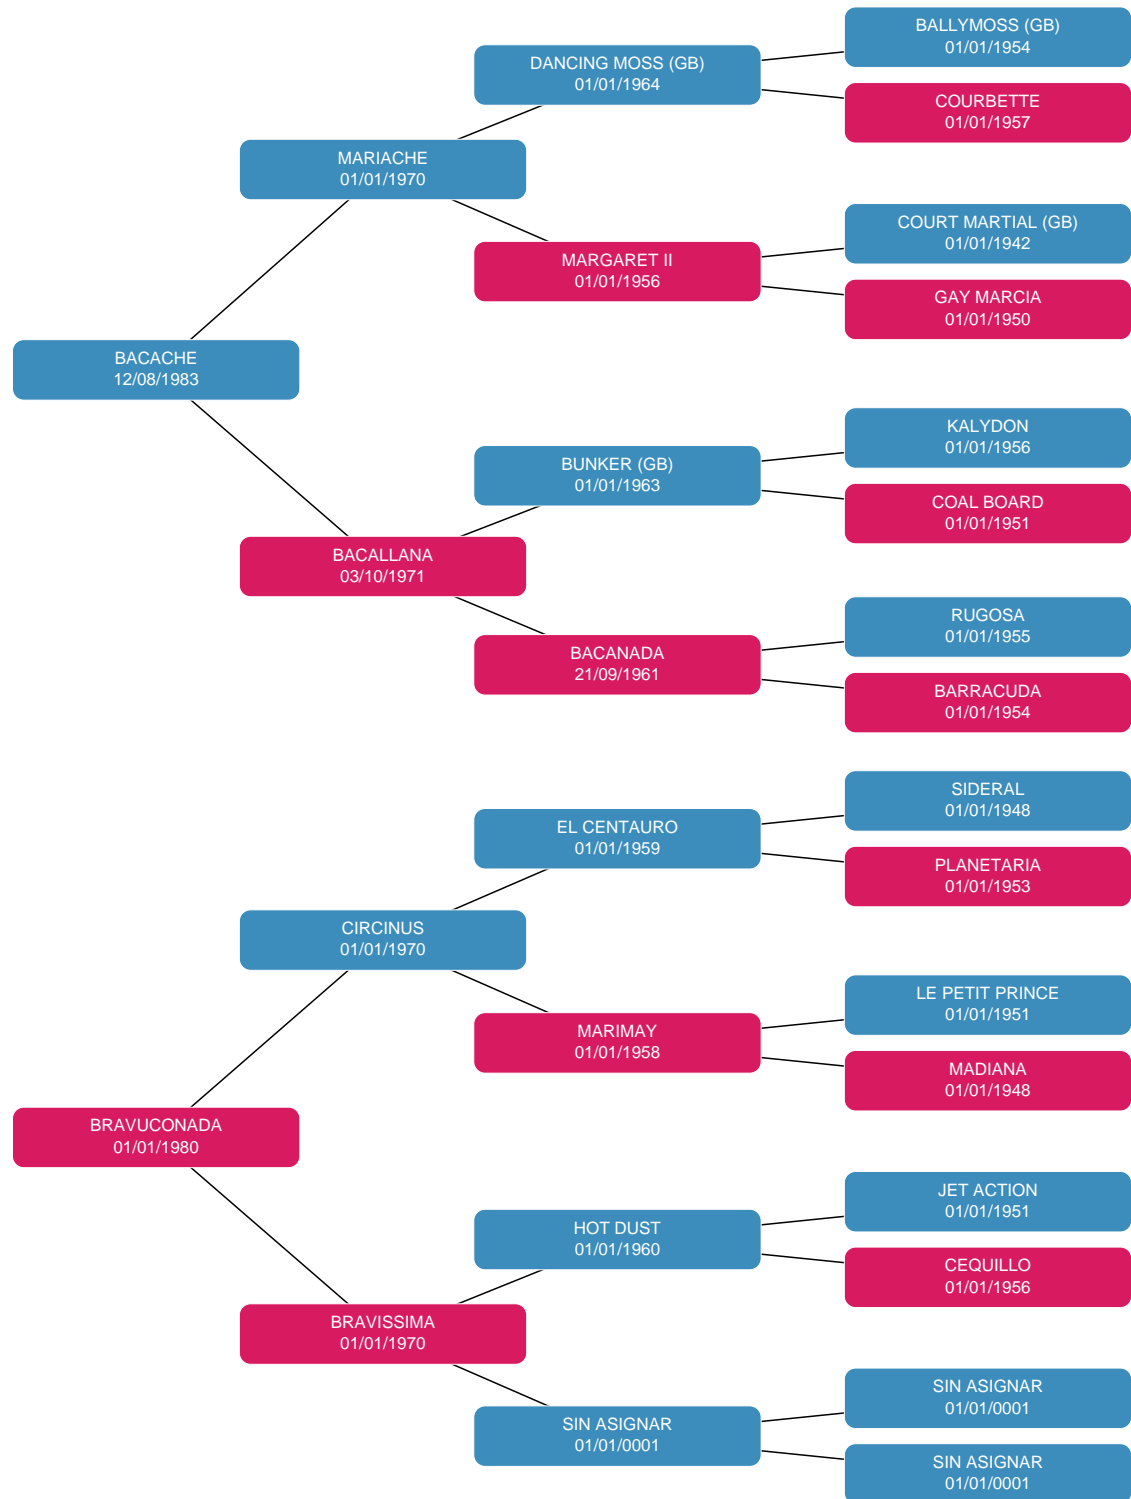 BALLYMOSS (GB)
01/01/1954
DANCING MOSS (GB)
01/01/1964
COURBETTE
01/01/1957
MARIACHE
01/01/1970
COURT MARTIAL (GB)
01/01/1942
MARGARET II
01/01/1956
GAY MARCIA
01/01/1950
BACACHE
12/08/1983
KALYDON
01/01/1956
BUNKER (GB)
01/01/1963
COAL BOARD
01/01/1951
BACALLANA
03/10/1971
RUGOSA
01/01/1955
BACANADA
21/09/1961
BARRACUDA
01/01/1954
SIDERAL
01/01/1948
EL CENTAURO
01/01/1959
PLANETARIA
01/01/1953
CIRCINUS
01/01/1970
LE PETIT PRINCE
01/01/1951
MARIMAY
01/01/1958
MADIANA
01/01/1948
BRAVUCONADA
01/01/1980
JET ACTION
01/01/1951
HOT DUST
01/01/1960
CEQUILLO
01/01/1956
BRAVISSIMA
01/01/1970
SIN ASIGNAR
01/01/0001
SIN ASIGNAR
01/01/0001
SIN ASIGNAR
01/01/0001